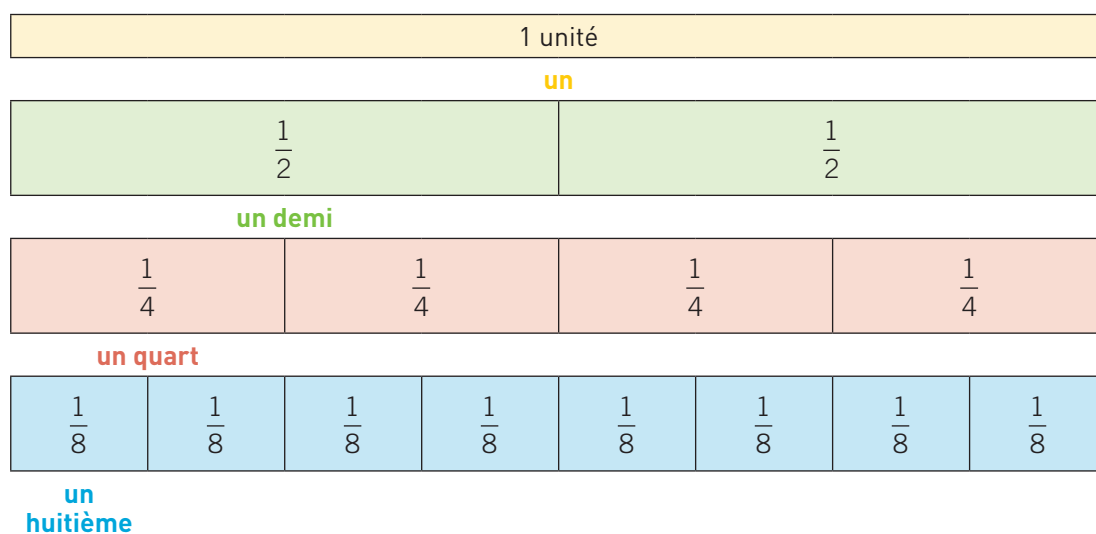 1 unité
un
1/2 1/2
un demi
1/4 1/4 1/4 1/4
un quart
1/8 1/8 1/8 1/8 1/8 1/8 1/8 1/8
un
huitième